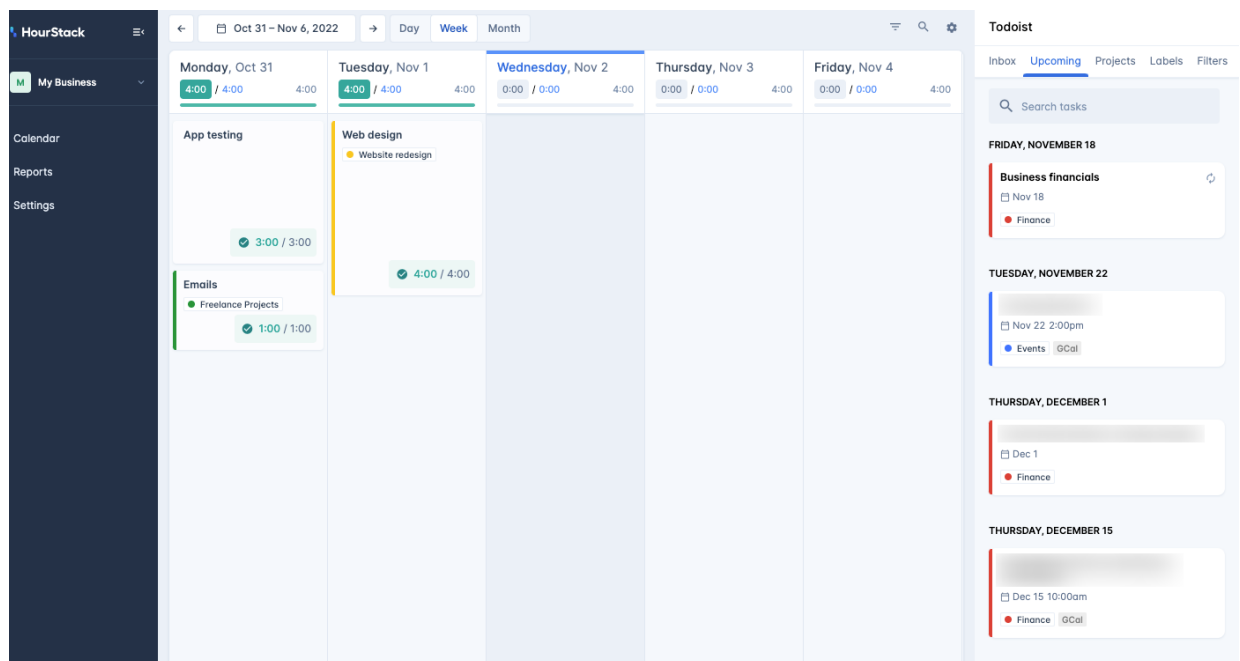 HourStack
M My Business
Calendar
Reports
Settings
Oct 31 – Nov 6, 2022
Day Week Month
Monday, Oct 31
4:00 / 4:00 4:00
App testing
3:00 / 3:00
Emails
Freelance Projects
1:00 / 1:00
Tuesday, Nov 1
4:00 / 4:00 4:00
Web design
Website redesign
4:00 / 4:00
Wednesday, Nov 2
0:00 / 0:00 4:00
Thursday, Nov 3
0:00 / 0:00 4:00
Friday, Nov 4
0:00 / 0:00 4:00
Todoist
Inbox Upcoming Projects Labels Filters
Search tasks
FRIDAY, NOVEMBER 18
Business financials
Nov 18
Finance
TUESDAY, NOVEMBER 22
Nov 22 2:00pm
Events GCal
THURSDAY, DECEMBER 1
Dec 1
Finance
THURSDAY, DECEMBER 15
Dec 15 10:00am
Finance GCal